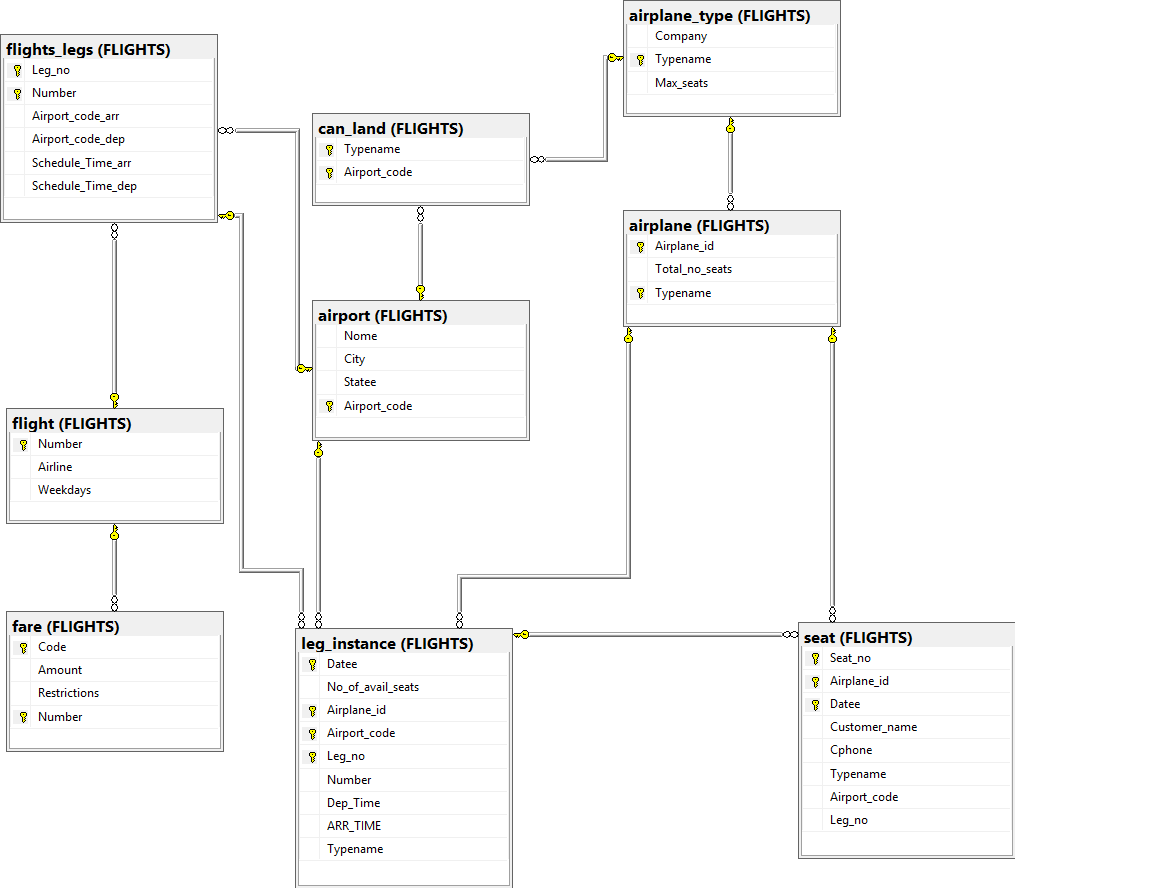 flights_legs (FLIGHTS)
Leg_no
Number
Airport_code_arr
Airport_code_dep
Schedule_Time_arr
Schedule_Time_dep
can_land (FLIGHTS)
Typename
Airport_code
airplane_type (FLIGHTS)
Company
Typename
Max_seats
airplane (FLIGHTS)
Airplane_id
Total_no_seats
Typename
airport (FLIGHTS)
Nome
City
Statee
Airport_code
flight (FLIGHTS)
Number
Airline
Weekdays
fare (FLIGHTS)
Code
Amount
Restrictions
Number
leg_instance (FLIGHTS)
Datee
No_of_avail_seats
Airplane_id
Airport_code
Leg_no
Number
Dep_Time
ARR_TIME
Typename
seat (FLIGHTS)
Seat_no
Airplane_id
Datee
Customer_name
Cphone
Typename
Airport_code
Leg_no